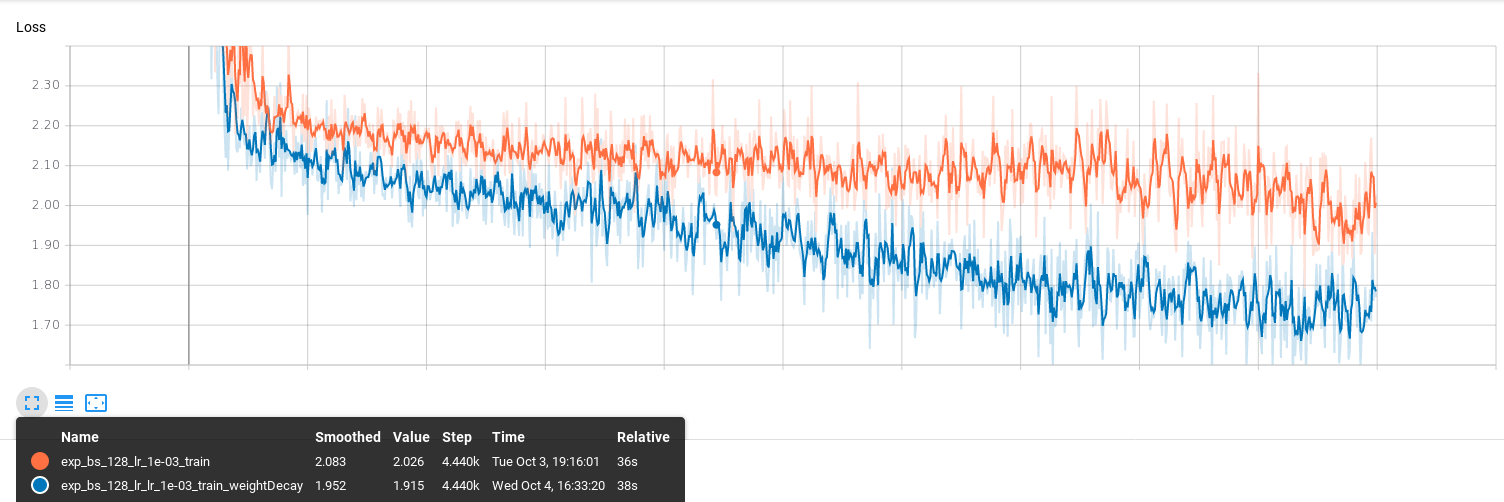 Loss
2.30
2.20
2.10
2.00
1.90
1.80
1.70
Name Smoothed Value Step Time Relative
exp_bs_128_lr_1e-03_train 2.083 2.026 4.440k Tue Oct 3, 19:16:01 36s
exp_bs_128_lr_lr_1e-03_train_weightDecay 1.952 1.915 4.440k Wed Oct 4, 16:33:20 38s